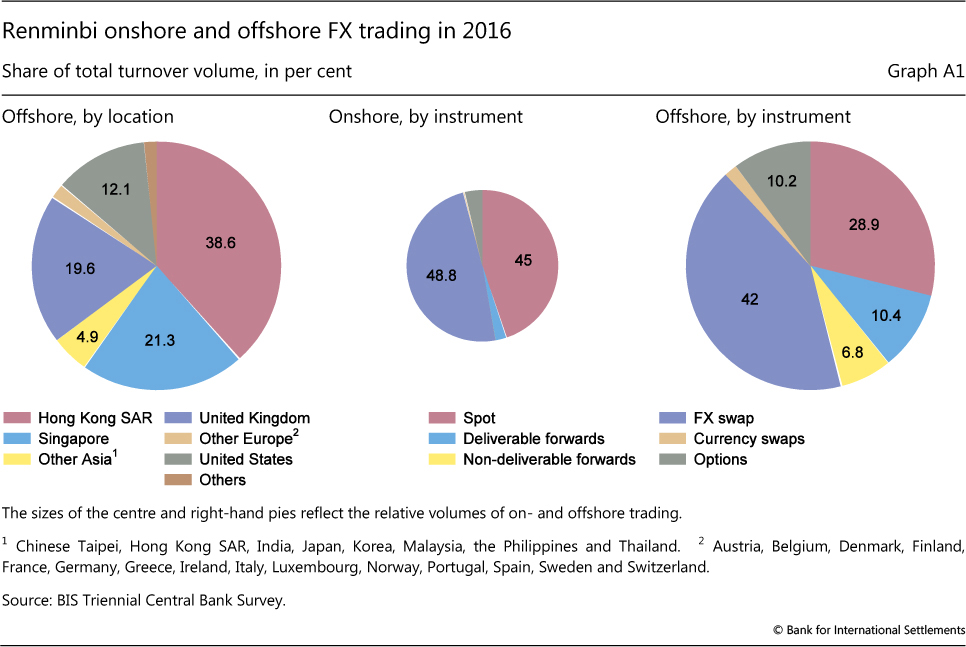 Renminbi onshore and offshore FX trading in 2016
Share of total turnover volume, in per cent
Graph A1
Offshore, by location
Onshore, by instrument
Offshore, by instrument
12.1
38.6
19.6
4.9
21.3
48.8
45
10.2
28.9
42
10.4
6.8
Hong Kong SAR
Singapore
Other Asia1
United Kingdom
Other Europe2
United States
Others
Spot
Deliverable forwards
Non-deliverable forwards
FX swap
Currency swaps
Options
The sizes of the centre and right-hand pies reflect the relative volumes of on- and offshore trading.
1 Chinese Taipei, Hong Kong SAR, India, Japan, Korea, Malaysia, the Philippines and Thailand. 2 Austria, Belgium, Denmark, Finland,
France, Germany, Greece, Ireland, Italy, Luxembourg, Norway, Portugal, Spain, Sweden and Switzerland.
Source: BIS Triennial Central Bank Survey.
© Bank for International Settlements